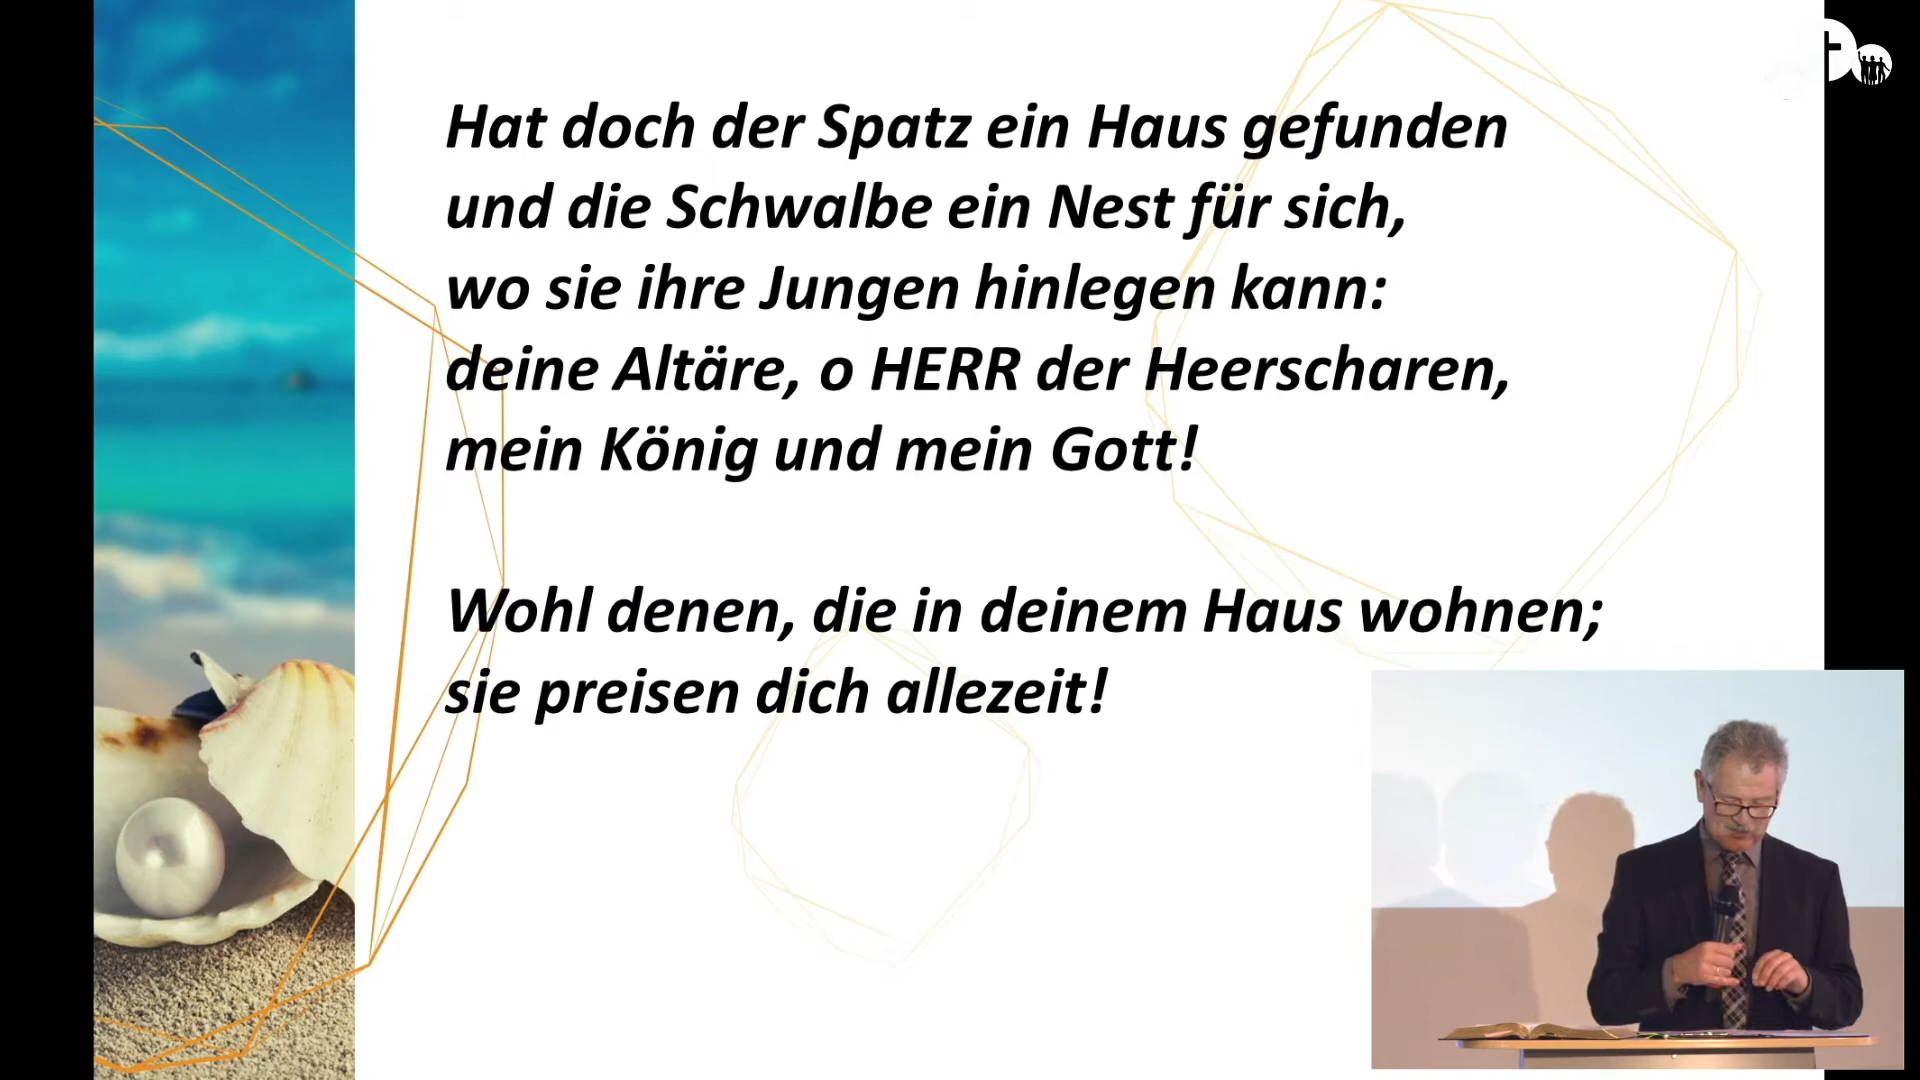 Hat doch der Spatz ein Haus gefunden
und die Schwalbe ein Nest für sich,
wo sie ihre Jungen hinlegen kann:
deine Altäre, o HERR der Heerscharen,
mein König und mein Gott!
Wohl denen, die in deinem Haus wohnen;
sie preisen dich allezeit!